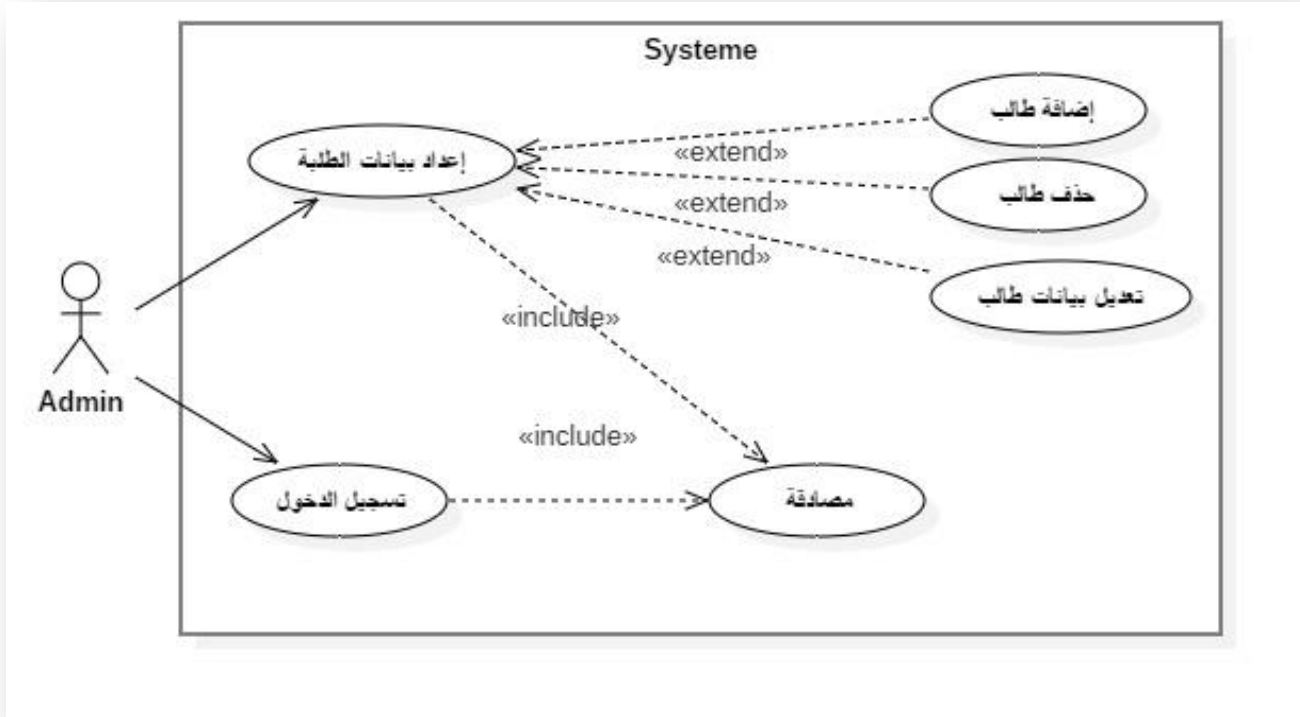 Systeme
إضافة طالب
«extend»
إعداد بيانات الطلبة
حذف طالب
«extend»
«extend»
تعديل بيانات طالب
«include»
Admin
«include»
تسجيل الدخول
مصادقة